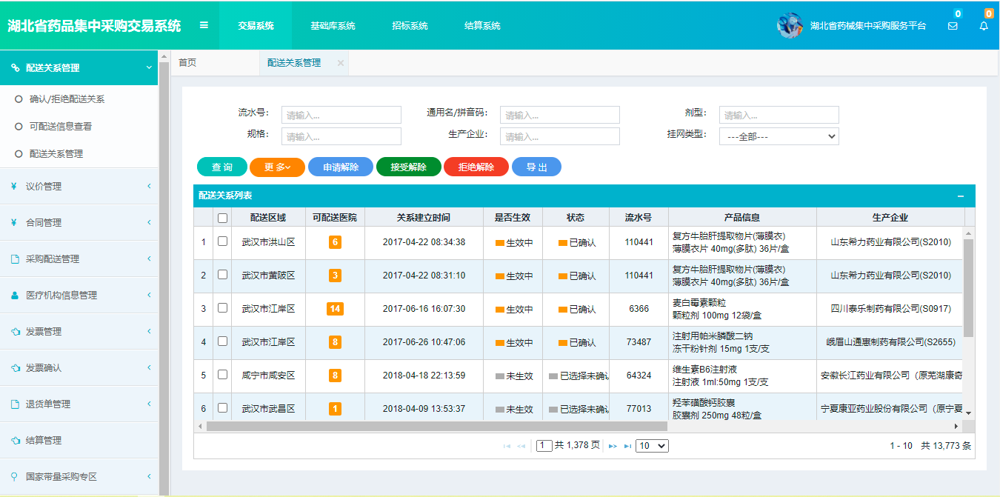 湖北省药品集中采购交易系统
交易系统
基础库系统
招标系统
结算系统
湖北省药械集中采购服务平台
0
0
配送关系管理
确认/拒绝配送关系
可配送信息查看
配送关系管理
议价管理
合同管理
采购配送管理
医疗机构信息管理
发票管理
发票确认
退货单管理
结算管理
国家带量采购专区
首页
配送关系管理
流水号: 请输入... 通用名/拼音码: 请输入... 剂型: 请输入...
规格: 请输入... 生产企业: 请输入... 挂网类型: ---全部---
查 询 更 多 申请解除 接受解除 拒绝解除 导 出
配送关系列表
配送区域 可配送医院 关系建立时间 是否生效 状态 流水号 产品信息 生产企业
1 武汉市洪山区 6 2017-04-22 08:34:38 生效中 已确认 110441 复方牛胎肝提取物片(薄膜衣) 山东希力药业有限公司(S2010)
薄膜衣片 40mg(多肽) 36片/盒
2 武汉市黄陂区 3 2017-04-22 08:31:10 生效中 已确认 110441 复方牛胎肝提取物片(薄膜衣) 山东希力药业有限公司(S2010)
薄膜衣片 40mg(多肽) 36片/盒
3 武汉市江岸区 14 2017-06-16 16:07:30 生效中 已确认 6366 麦白霉素颗粒 四川泰乐制药有限公司(S0917)
颗粒剂 100mg 12袋/盒
4 武汉市江岸区 8 2017-06-26 10:47:06 生效中 已确认 73487 注射用帕米膦酸二钠 峨眉山通惠制药有限公司(S2655)
冻干粉针剂 15mg 1支/支
5 咸宁市咸安区 8 2018-04-18 22:13:59 未生效 已选择未确认 64324 维生素B6注射液 安徽长江药业有限公司（原芜湖康奇
注射液 1ml:50mg 1支/支
6 武汉市武昌区 1 2018-04-09 13:53:37 未生效 已选择未确认 77013 羟苯磺酸钙胶囊 宁夏康亚药业股份有限公司（原宁夏
胶囊剂 250mg 48粒/盒
1 共 1,378 页 10
1 - 10 共 13,773 条